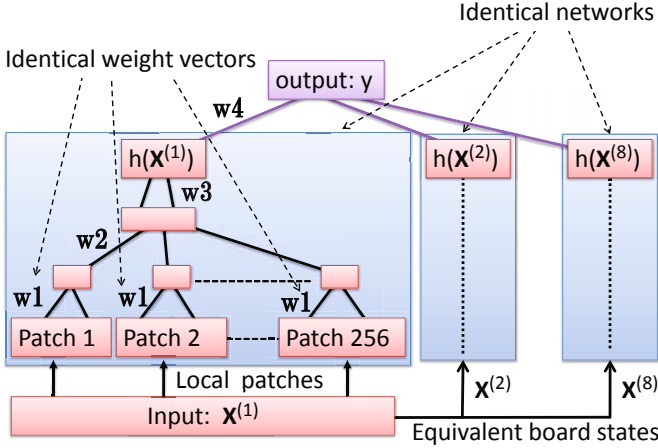 Identical networks
Identical weight vectors
output: y
w4
h(X(1))
h(X(2))
h(X(8))
w3
w2
w1
w1
w1
Patch 1
Patch 2
Patch 256
Local patches
X(2)
X(8)
Input: X(1)
Equivalent board states